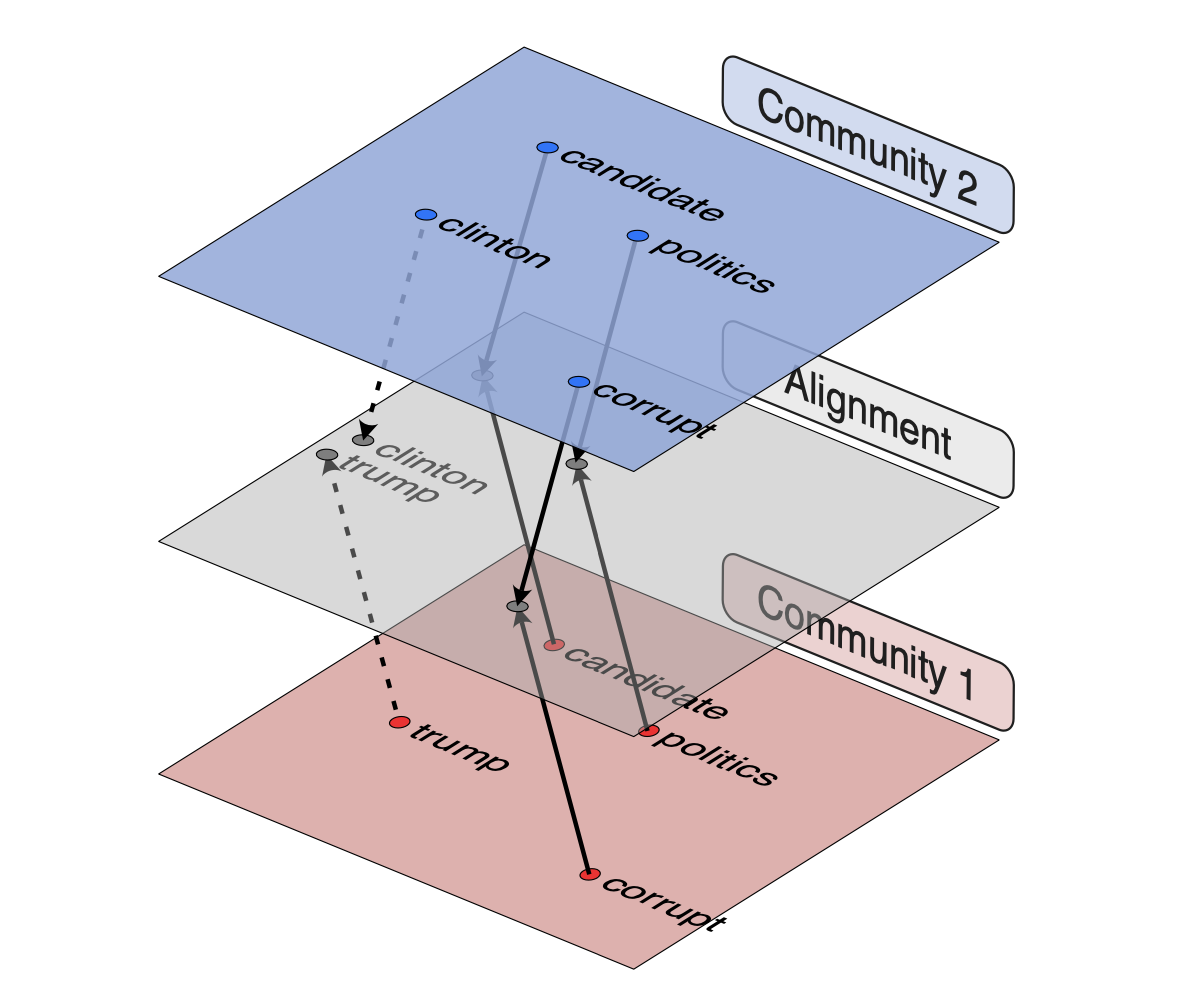 Community 2
candidate
clinton
politics
corrupt
Alignment
clinton
trump
Community 1
candidate
trump
politics
corrupt